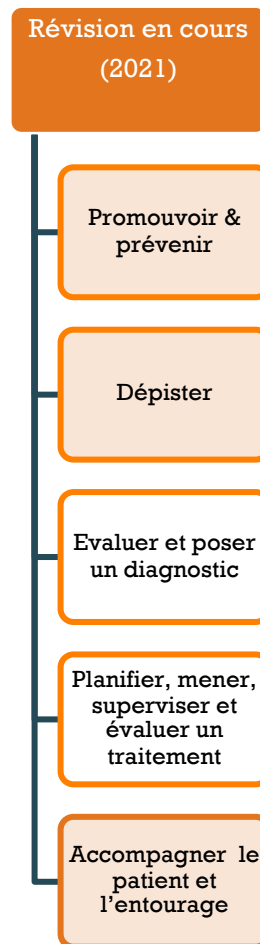 Révision en cours
(2021)
Promouvoir &
prévenir
Dépister
Evaluer et poser
un diagnostic
Planifier, mener,
superviser et
évaluer un
traitement
Accompagner le
patient et
l'entourage